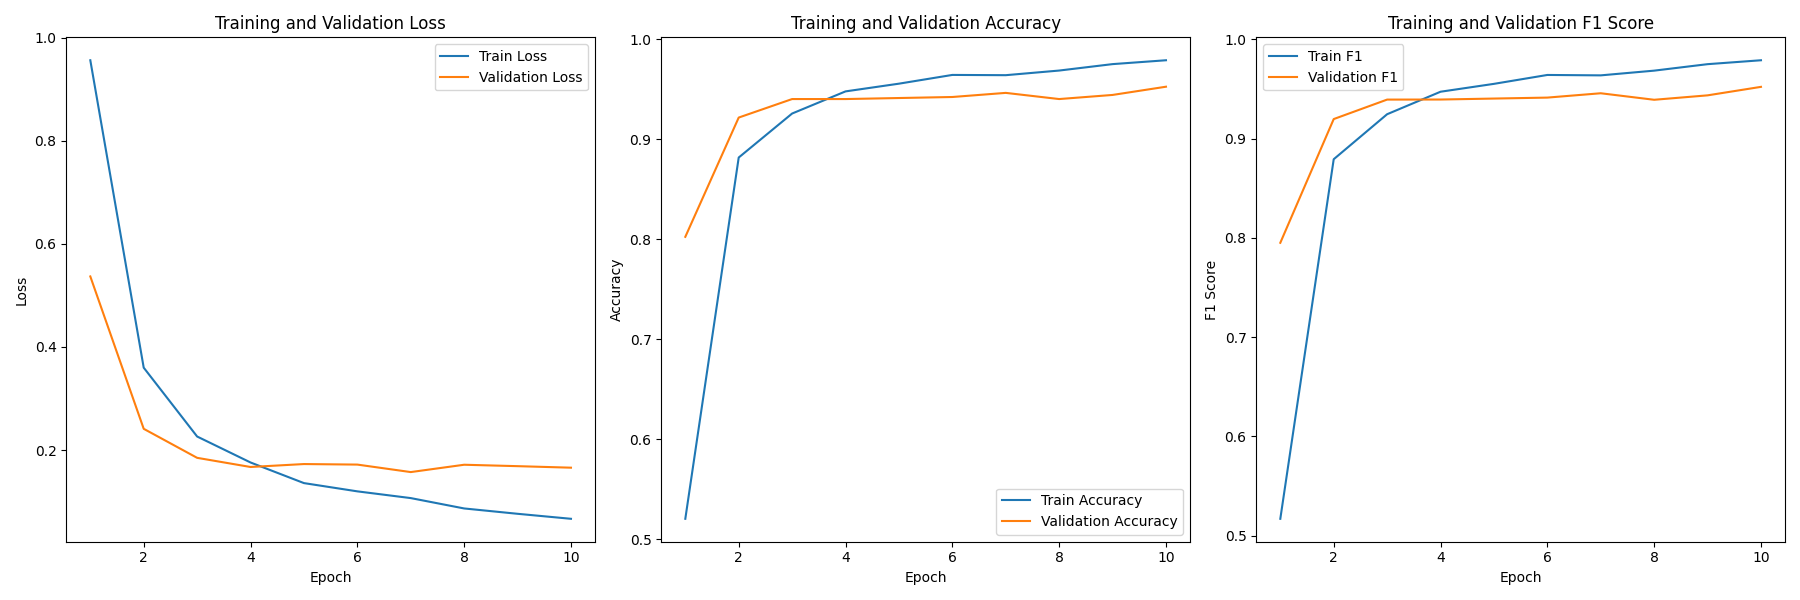 Training and Validation Loss
1.0
0.8
0.6
0.4
0.2
Loss
2 4 6 8 10
Epoch
Train Loss
Validation Loss
Training and Validation Accuracy
1.0
0.9
0.8
0.7
0.6
0.5
Accuracy
2 4 6 8 10
Epoch
Train Accuracy
Validation Accuracy
Training and Validation F1 Score
1.0
0.9
0.8
0.7
0.6
0.5
F1 Score
2 4 6 8 10
Epoch
Train F1
Validation F1